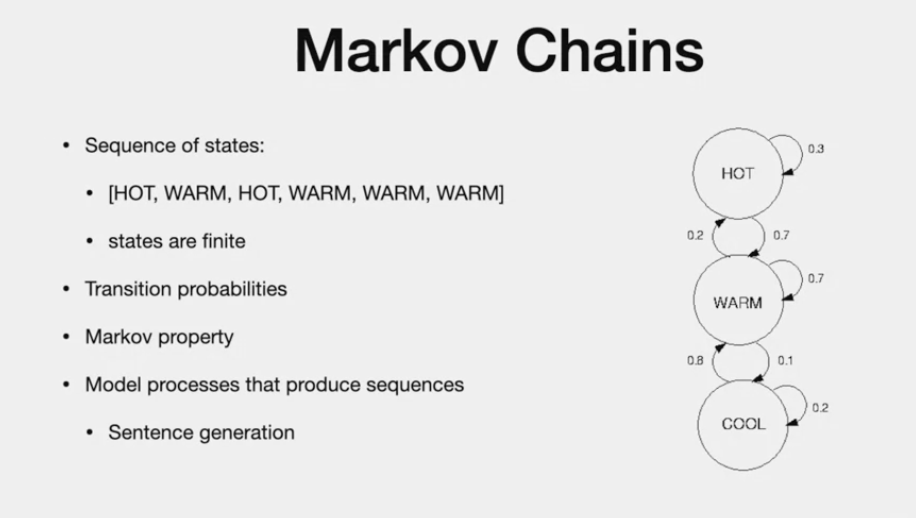 Markov Chains
• Sequence of states:
• [HOT, WARM, HOT, WARM, WARM, WARM]
• states are finite
• Transition probabilities
• Markov property
• Model processes that produce sequences
• Sentence generation
0.3
HOT
0.2 0.7
0.7
WARM
0.8 0.1
0.2
COOL